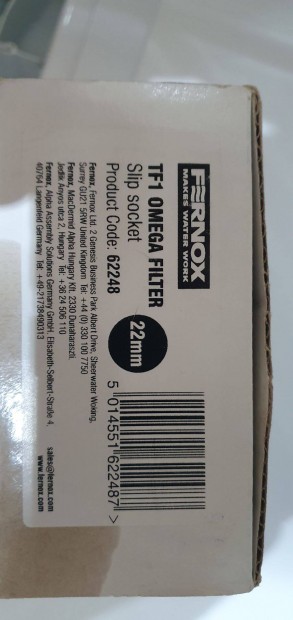 FERNOX
MAKES WATER WORK
TF1 OMEGA FILTER
Slip socket
Product Code: 62248
22mm
5 014551 622487 >
Fernox, Fernox Ltd. 2 Genesis Business Park, Albert Drive, Sheerwater Woking,
Surrey GU21 5RW United Kingdom Tel: +44 (0) 330 100 7750
Fernox, MacDermid Alpha Hungary Kft. 2330 Dunaharaszti,
Jedlik Anyos utca 2, Hungary Tel: +36 24 506 110
Fernox, Alpha Assembly Solutions Germany GmbH. Elisabeth-Selbert-Straße 4,
40764 Langenfeld Germany Tel: +49-21738490313
sales@fernox.com
www.fernox.com